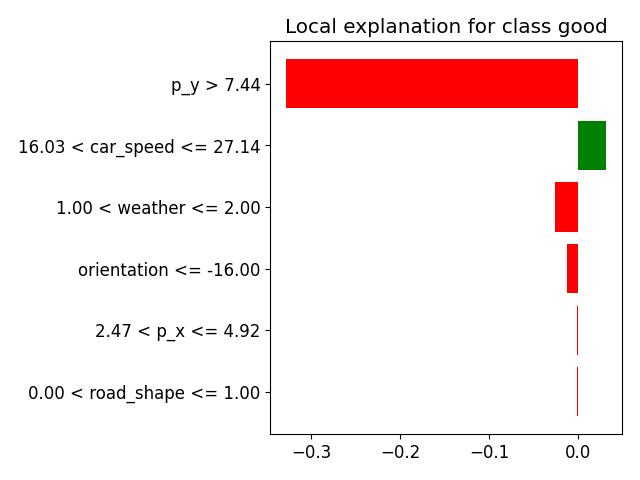 Local explanation for class good
p_y > 7.44
16.03 < car_speed <= 27.14
1.00 < weather <= 2.00
orientation <= -16.00
2.47 < p_x <= 4.92
0.00 < road_shape <= 1.00
−0.3 −0.2 −0.1 0.0